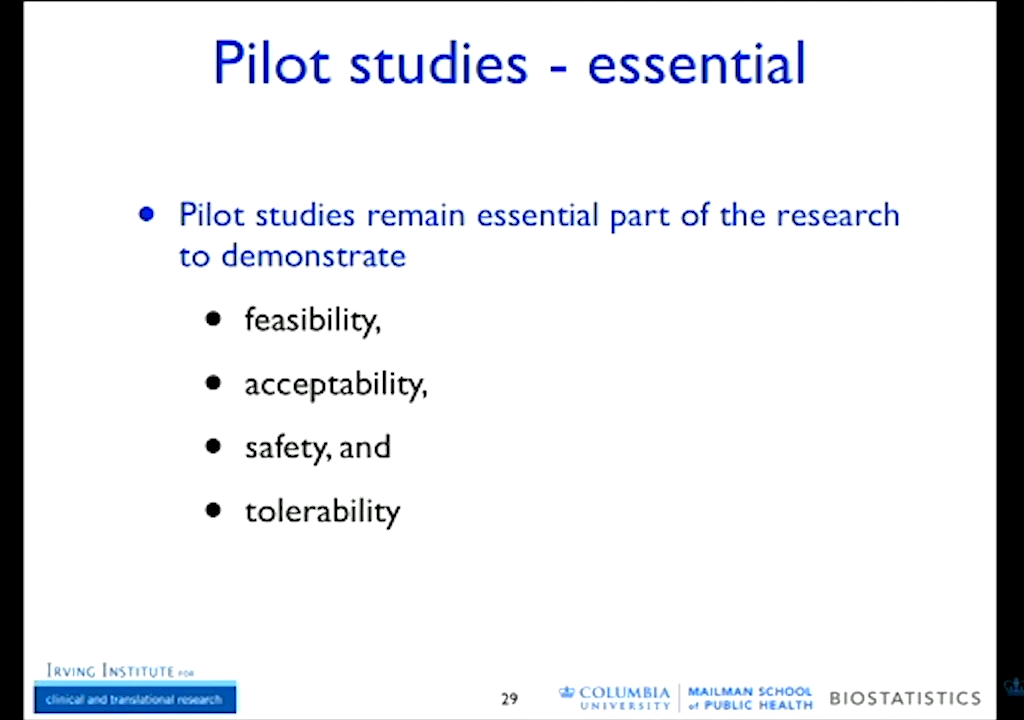 Pilot studies - essential
• Pilot studies remain essential part of the research
to demonstrate
• feasibility,
• acceptability,
• safety, and
• tolerability
IRVING INSTITUTE FOR
clinical and translational research
29
COLUMBIA
UNIVERSITY
MAILMAN SCHOOL
of PUBLIC HEALTH
BIOSTATISTICS